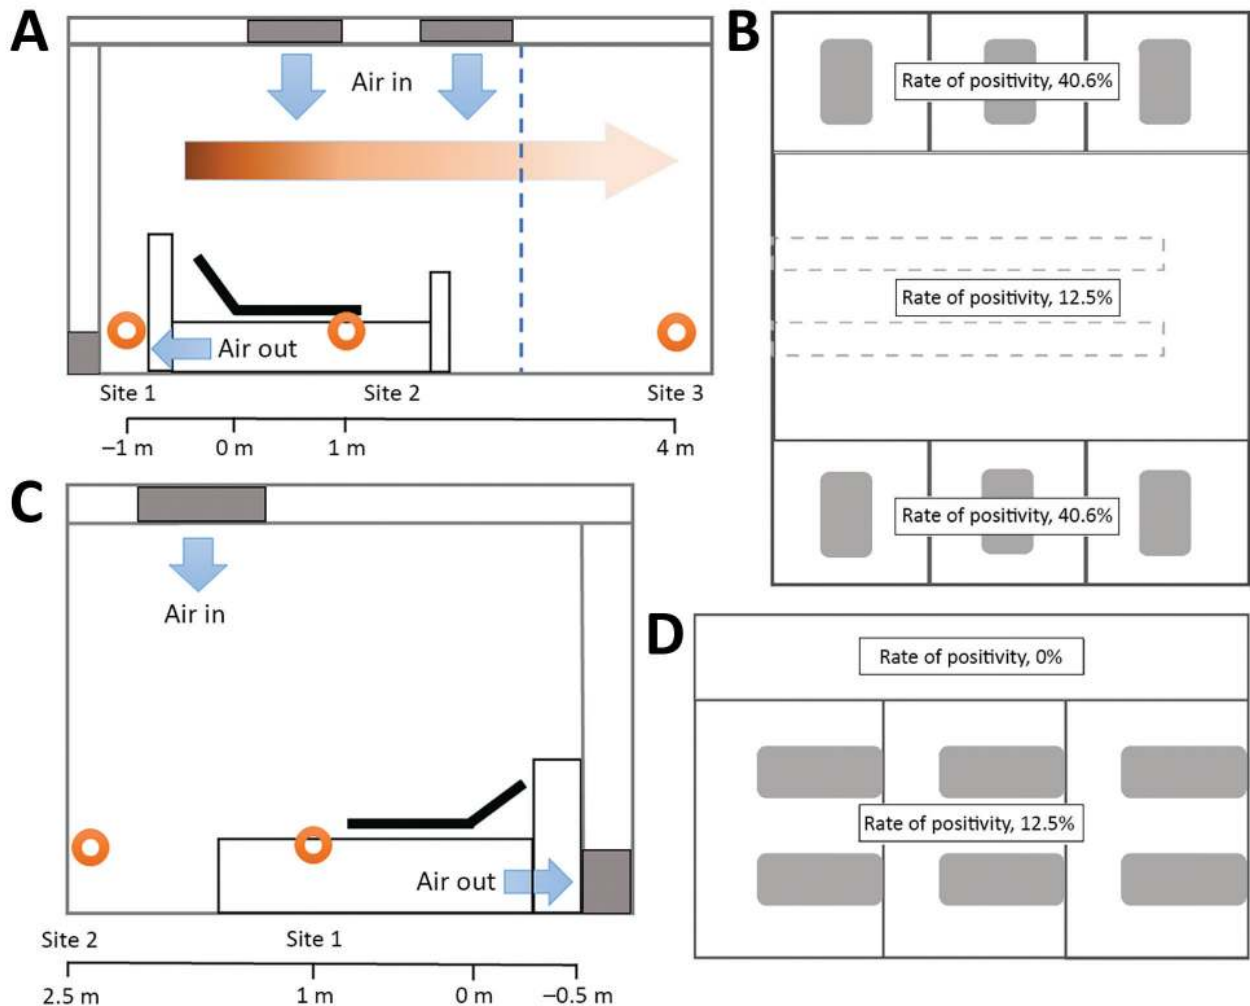 A
Air in
Air out
Site 1
Site 2
Site 3
–1 m
0 m
1 m
4 m
B
Rate of positivity, 40.6%
Rate of positivity, 12.5%
Rate of positivity, 40.6%
C
Air in
Air out
Site 2
Site 1
2.5 m
1 m
0 m
–0.5 m
D
Rate of positivity, 0%
Rate of positivity, 12.5%